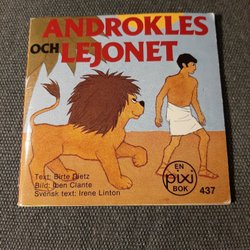 ANDROKLES
OCH LEJONET
Text: Birte Dietz
Bild: Iben Clante
Svensk text: Irene Linton
EN
pixi
BOK
437